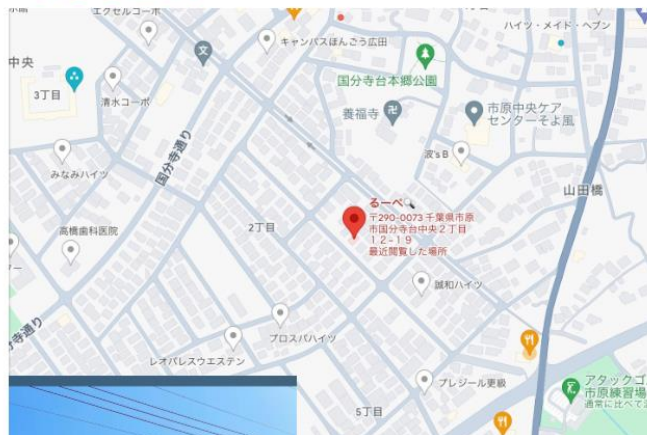 エクセルコーポ
キャンパスほんごう広田
ハイツ・メイド・ヘブン
中央
3丁目
清水コーポ
国分寺台本郷公園
養福寺
市原中央ケア
センターそよ風
波's B
みなみハイツ
国分寺通り
山田橋
高橋歯科医院
2丁目
るーぺ
〒290-0073 千葉県市原
市国分寺台中央2丁目
12-19
最近閲覧した場所
誠和ハイツ
分寺通り
プロスパハイツ
レオパレスウエステン
プレジール更級
アタックゴ
市原練習場
通常に比べて
5丁目